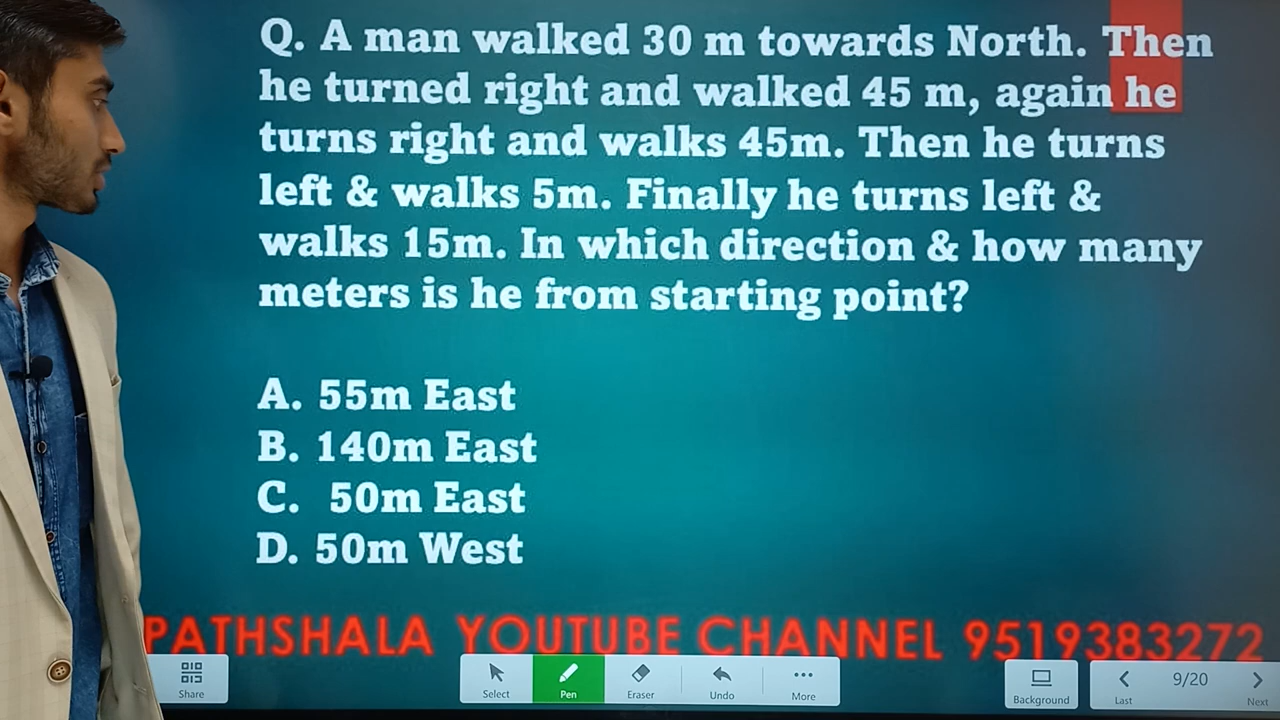 Q. A man walked 30 m towards North. Then
he turned right and walked 45 m, again he
turns right and walks 45m. Then he turns
left & walks 5m. Finally he turns left &
walks 15m. In which direction & how many
meters is he from starting point?
A. 55m East
B. 140m East
C. 50m East
D. 50m West
PATHSHALA YOUTUBE CHANNEL 9519383272
Share
Select
Pen
Eraser
Undo
More
Background
9/20
Last
Next